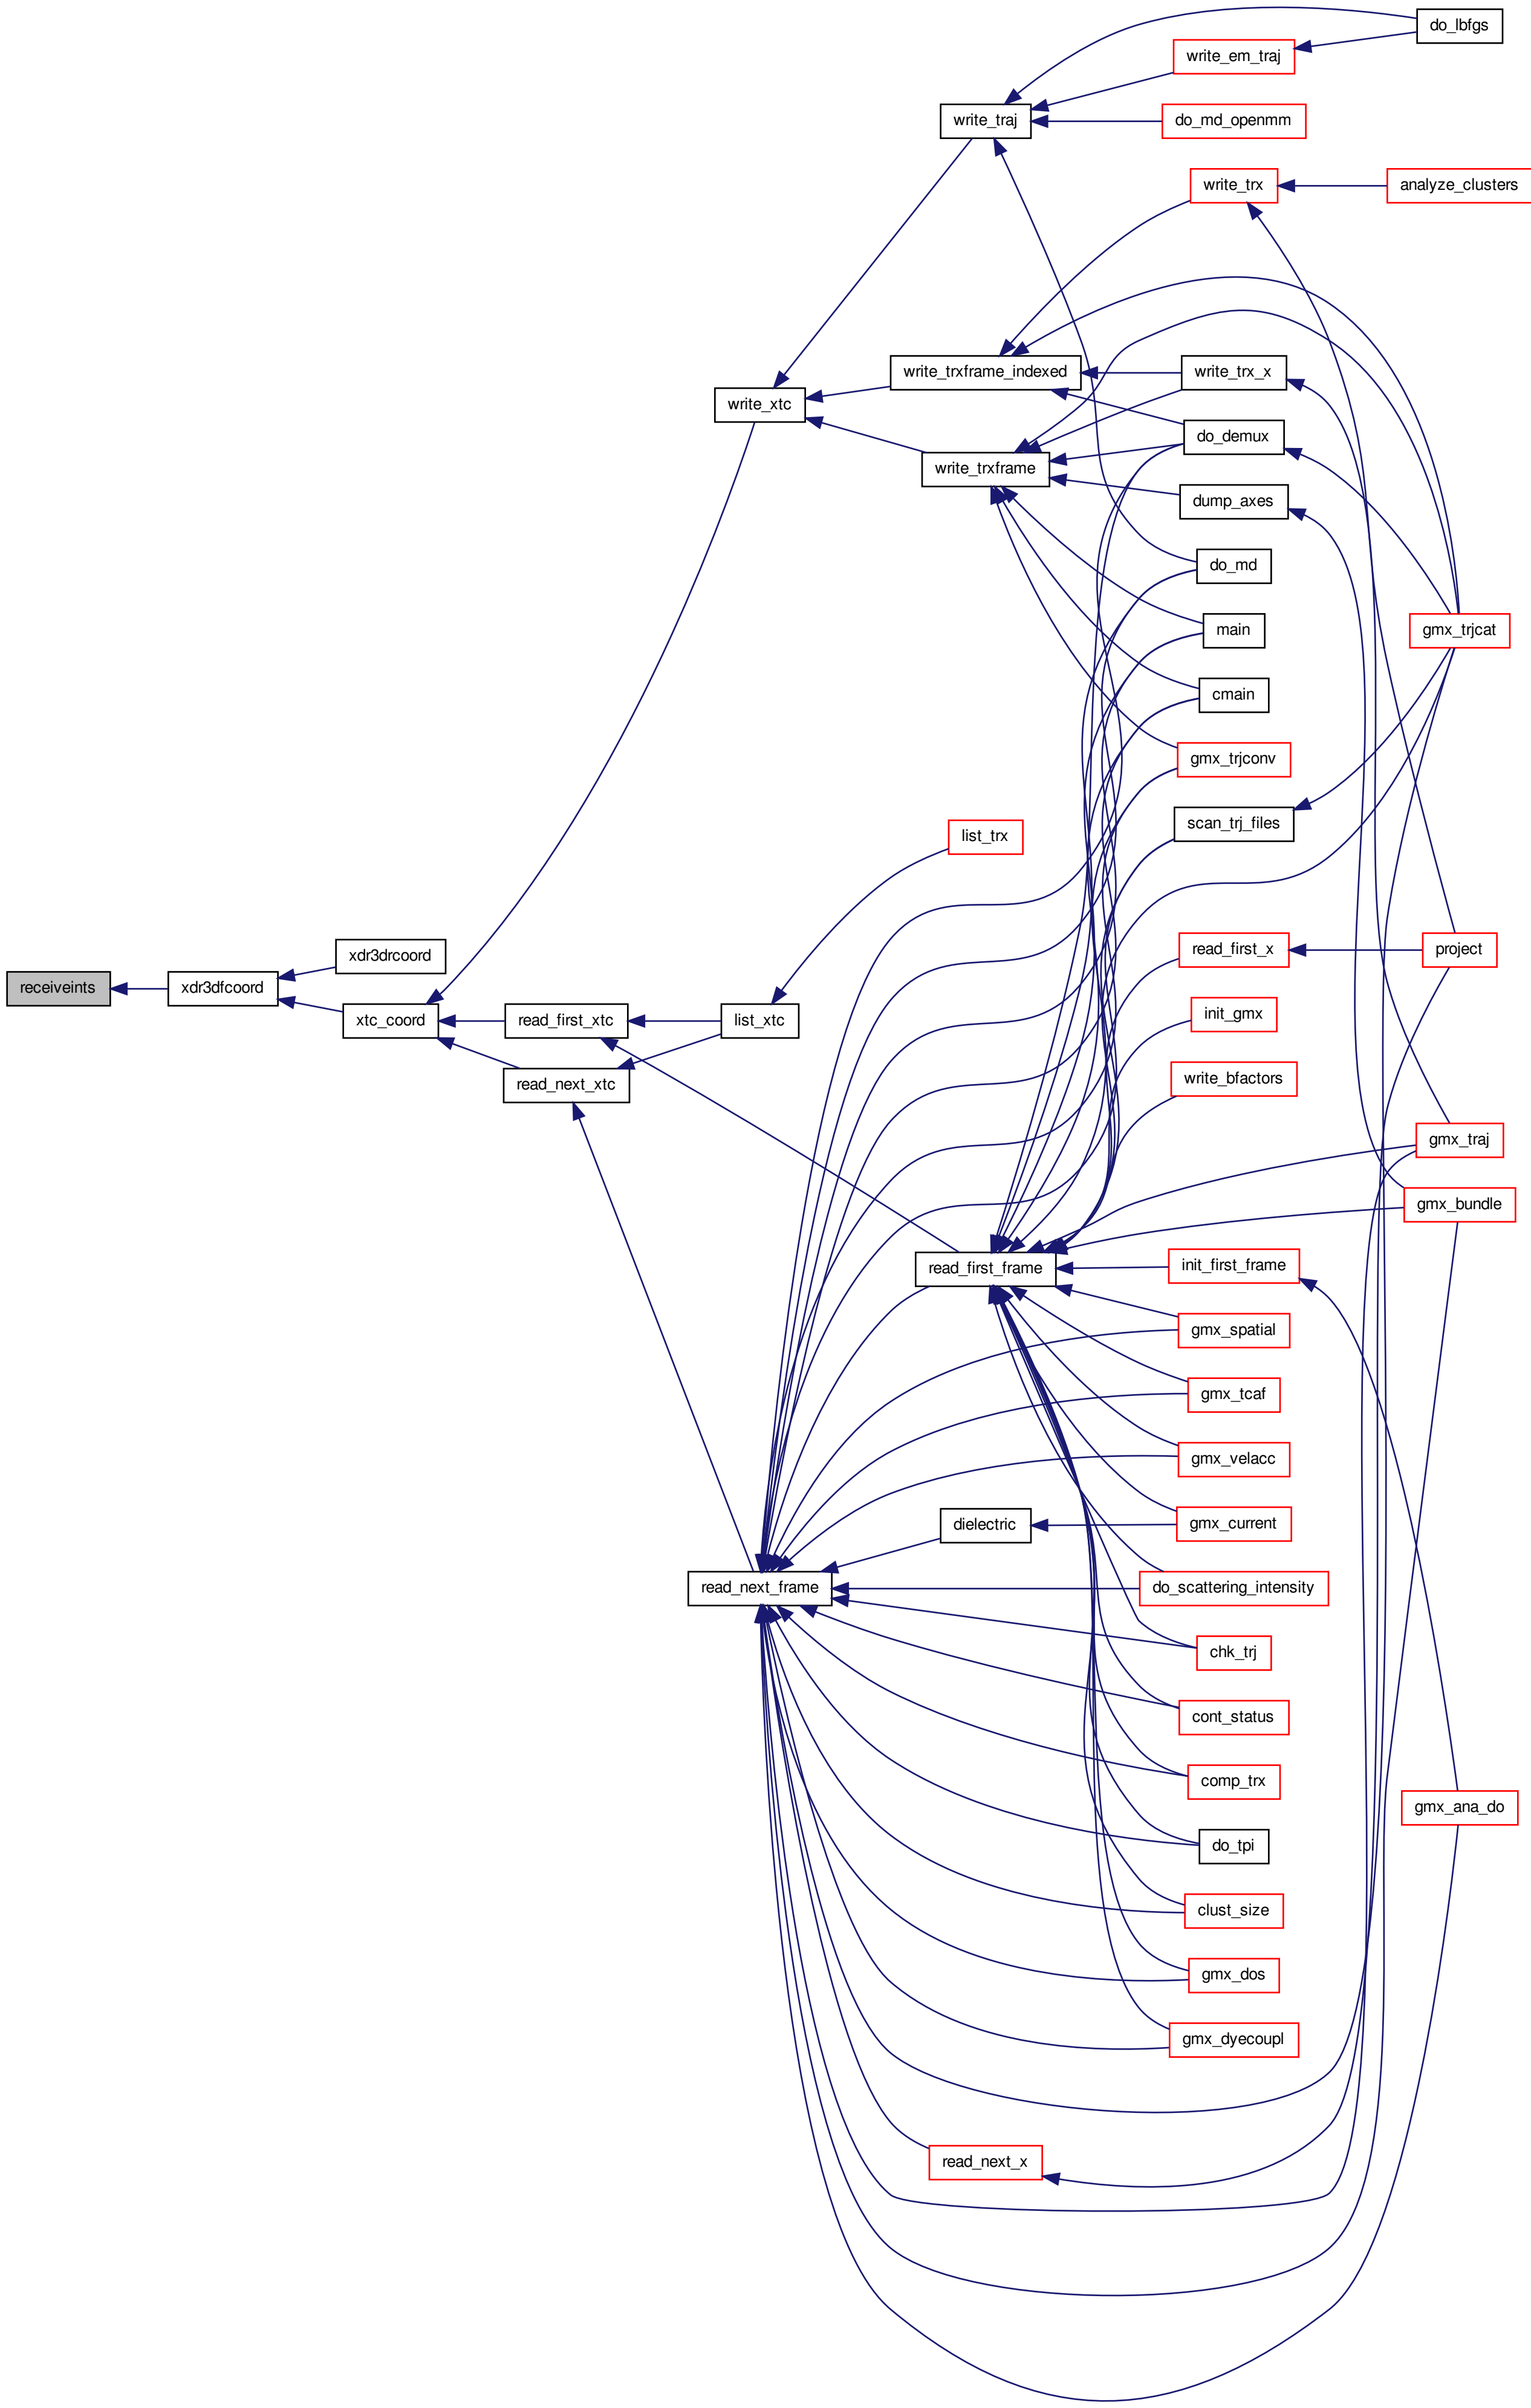 do_lbfgs
write_em_traj
write_traj
do_md_openmm
write_trx
analyze_clusters
write_trxframe_indexed
write_trx_x
write_xtc
do_demux
write_trxframe
dump_axes
do_md
main
gmx_trjcat
cmain
gmx_trjconv
scan_trj_files
list_trx
read_first_x
project
xdr3drcoord
receiveints
xdr3dfcoord
xtc_coord
read_first_xtc
list_xtc
init_gmx
read_next_xtc
write_bfactors
gmx_traj
gmx_bundle
read_first_frame
init_first_frame
gmx_spatial
gmx_tcaf
gmx_velacc
dielectric
gmx_current
read_next_frame
do_scattering_intensity
chk_trj
cont_status
comp_trx
gmx_ana_do
do_tpi
clust_size
gmx_dos
gmx_dyecoupl
read_next_x